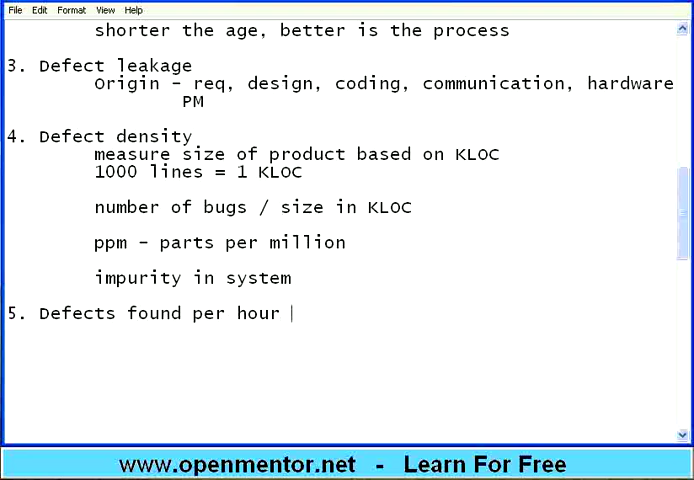 File Edit Format View Help
shorter the age, better is the process
3. Defect leakage
Origin - req, design, coding, communication, hardware
PM
4. Defect density
measure size of product based on KLOC
1000 lines = 1 KLOC
number of bugs / size in KLOC
ppm - parts per million
impurity in system
5. Defects found per hour
www.openmentor.net - Learn For Free